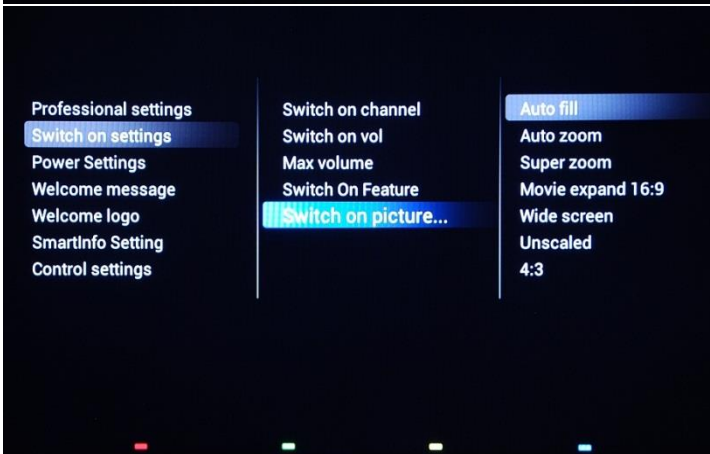 Professional settings
Switch on settings
Power Settings
Welcome message
Welcome logo
SmartInfo Setting
Control settings
Switch on channel
Switch on vol
Max volume
Switch On Feature
Switch on picture...
Auto fill
Auto zoom
Super zoom
Movie expand 16:9
Wide screen
Unscaled
4:3